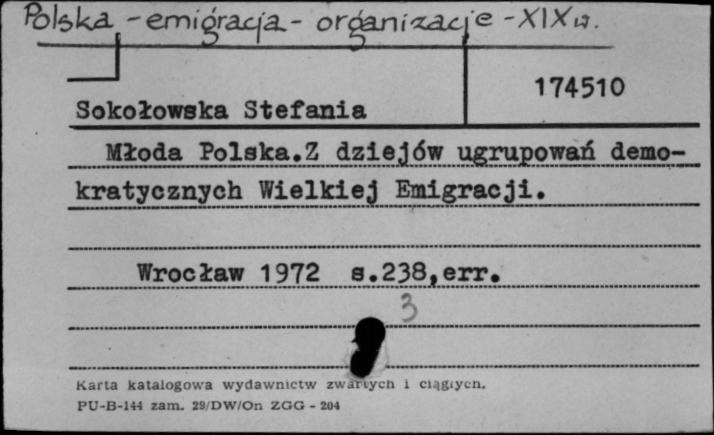 Polska - emigracja - organizacje - XIX w.
174510
Sokołowska Stefania
Młoda Polska.Z dziejów ugrupowań demo-
kratycznych Wielkiej Emigracji.
Wrocław 1972 s.238,err.
3
Karta katalogowa wydawnictw zwartych i ciągłych.
PU-B-144 zam. 29/DW/On ZGG - 204